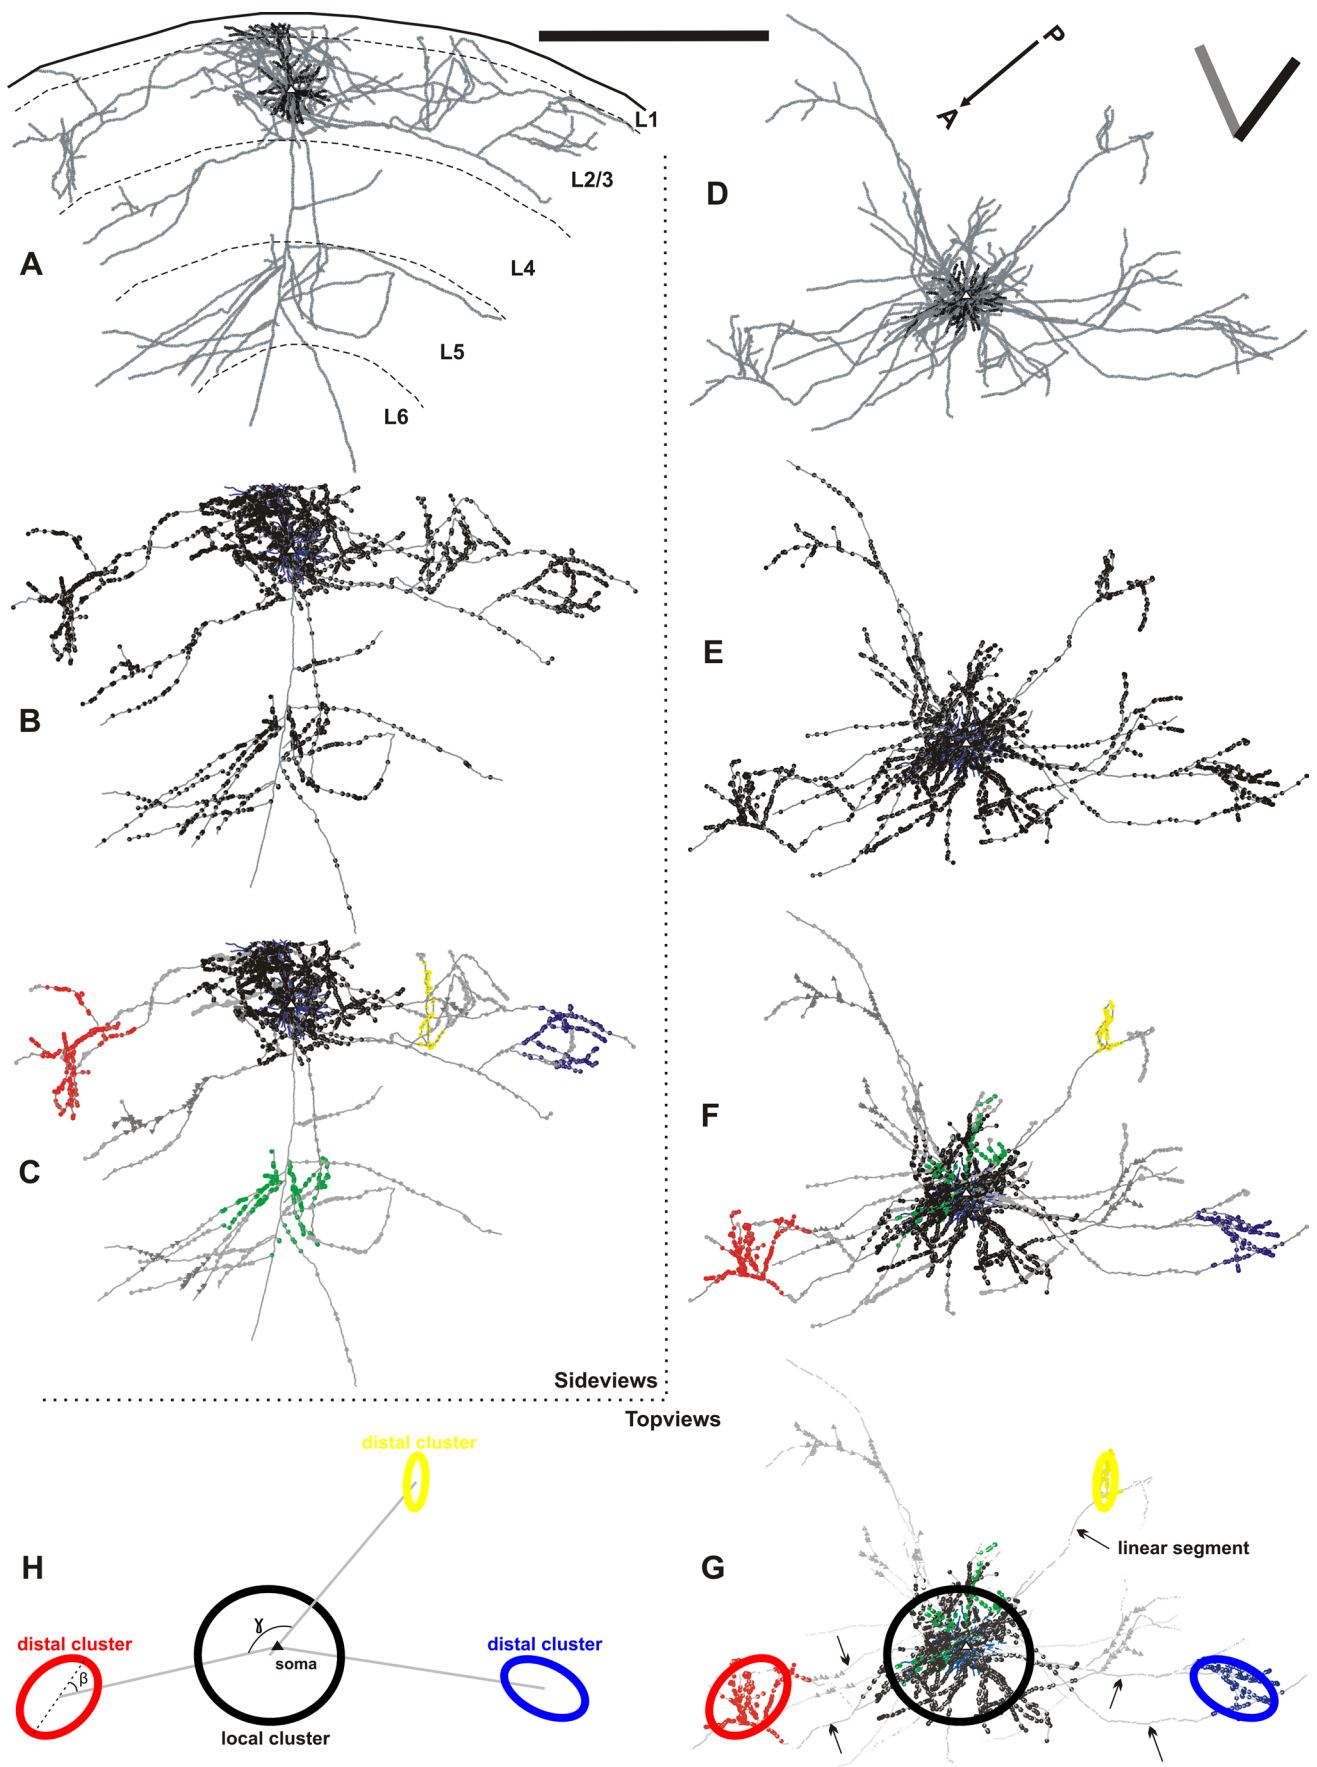 P
A
L1
L2/3
D
A
L4
L5
L6
E
B
F
C
Sideviews
Topviews
distal cluster
linear segment
H
G
γ
distal cluster
β
soma
distal cluster
local cluster